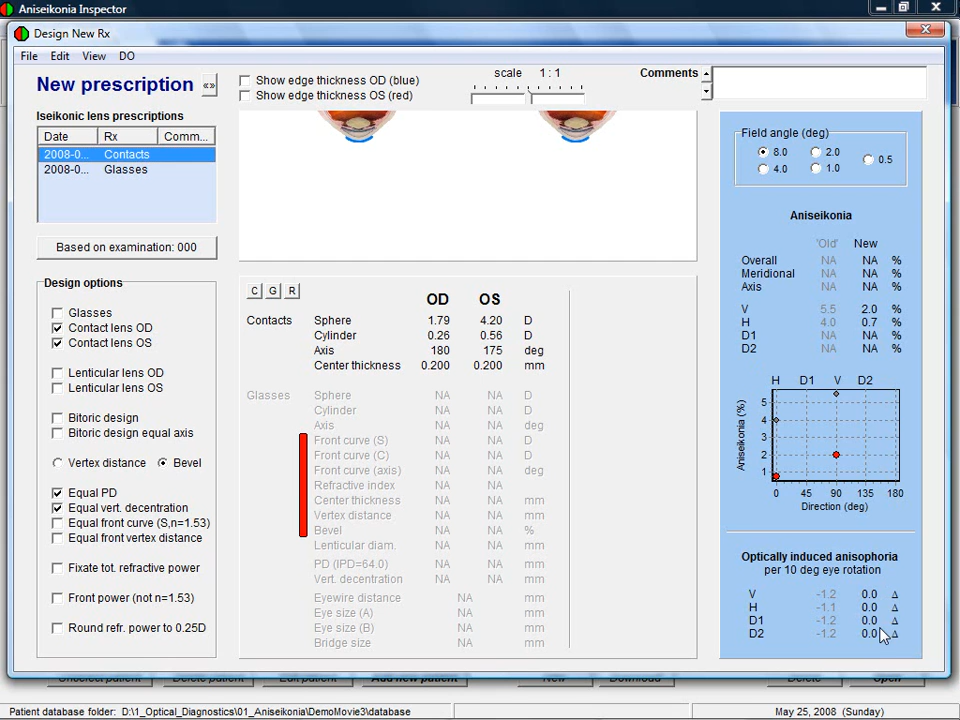 Aniseikonia Inspector
Design New Rx
File Edit View DO
New prescription «»
Show edge thickness OD (blue)
Show edge thickness OS (red)
scale 1 : 1
Comments
Iseikonic lens prescriptions
Date Rx Comm...
2008-0... Contacts
2008-0... Glasses
Based on examination: 000
Design options
Glasses
Contact lens OD
Contact lens OS
Lenticular lens OD
Lenticular lens OS
Bitoric design
Bitoric design equal axis
Vertex distance Bevel
Equal PD
Equal vert. decentration
Equal front curve (S,n=1.53)
Equal front vertex distance
Fixate tot. refractive power
Front power (not n=1.53)
Round refr. power to 0.25D
C G R
OD OS
Contacts Sphere 1.79 4.20 D
Cylinder 0.26 0.56 D
Axis 180 175 deg
Center thickness 0.200 0.200 mm
Glasses Sphere NA NA D
Cylinder NA NA D
Axis NA NA deg
Front curve (S) NA NA D
Front curve (C) NA NA D
Front curve (axis) NA NA deg
Refractive index NA NA
Center thickness NA NA mm
Vertex distance NA NA mm
Bevel NA NA %
Lenticular diam. NA NA mm
PD (IPD=64.0) NA NA mm
Vert. decentration NA NA mm
Eyewire distance NA mm
Eye size (A) NA mm
Eye size (B) NA mm
Bridge size NA mm
Field angle (deg)
8.0 2.0 0.5
4.0 1.0
Aniseikonia
'Old' New
Overall NA NA %
Meridional NA NA %
Axis NA NA %
V 5.5 2.0 %
H 4.0 0.7 %
D1 NA NA %
D2 NA NA %
H D1 V D2
Aniseikonia (%)
5
4
3
2
1
0 45 90 135 180
Direction (deg)
Optically induced anisophoria
per 10 deg eye rotation
V -1.2 0.0 Δ
H -1.1 0.0 Δ
D1 -1.2 0.0 Δ
D2 -1.2 0.0 Δ
Unselect patient Delete patient Edit patient Add new patient New Download Delete Open
Patient database folder: D:\1_Optical_Diagnostics\01_Aniseikonia\DemoMovie3\database
May 25, 2008 (Sunday)